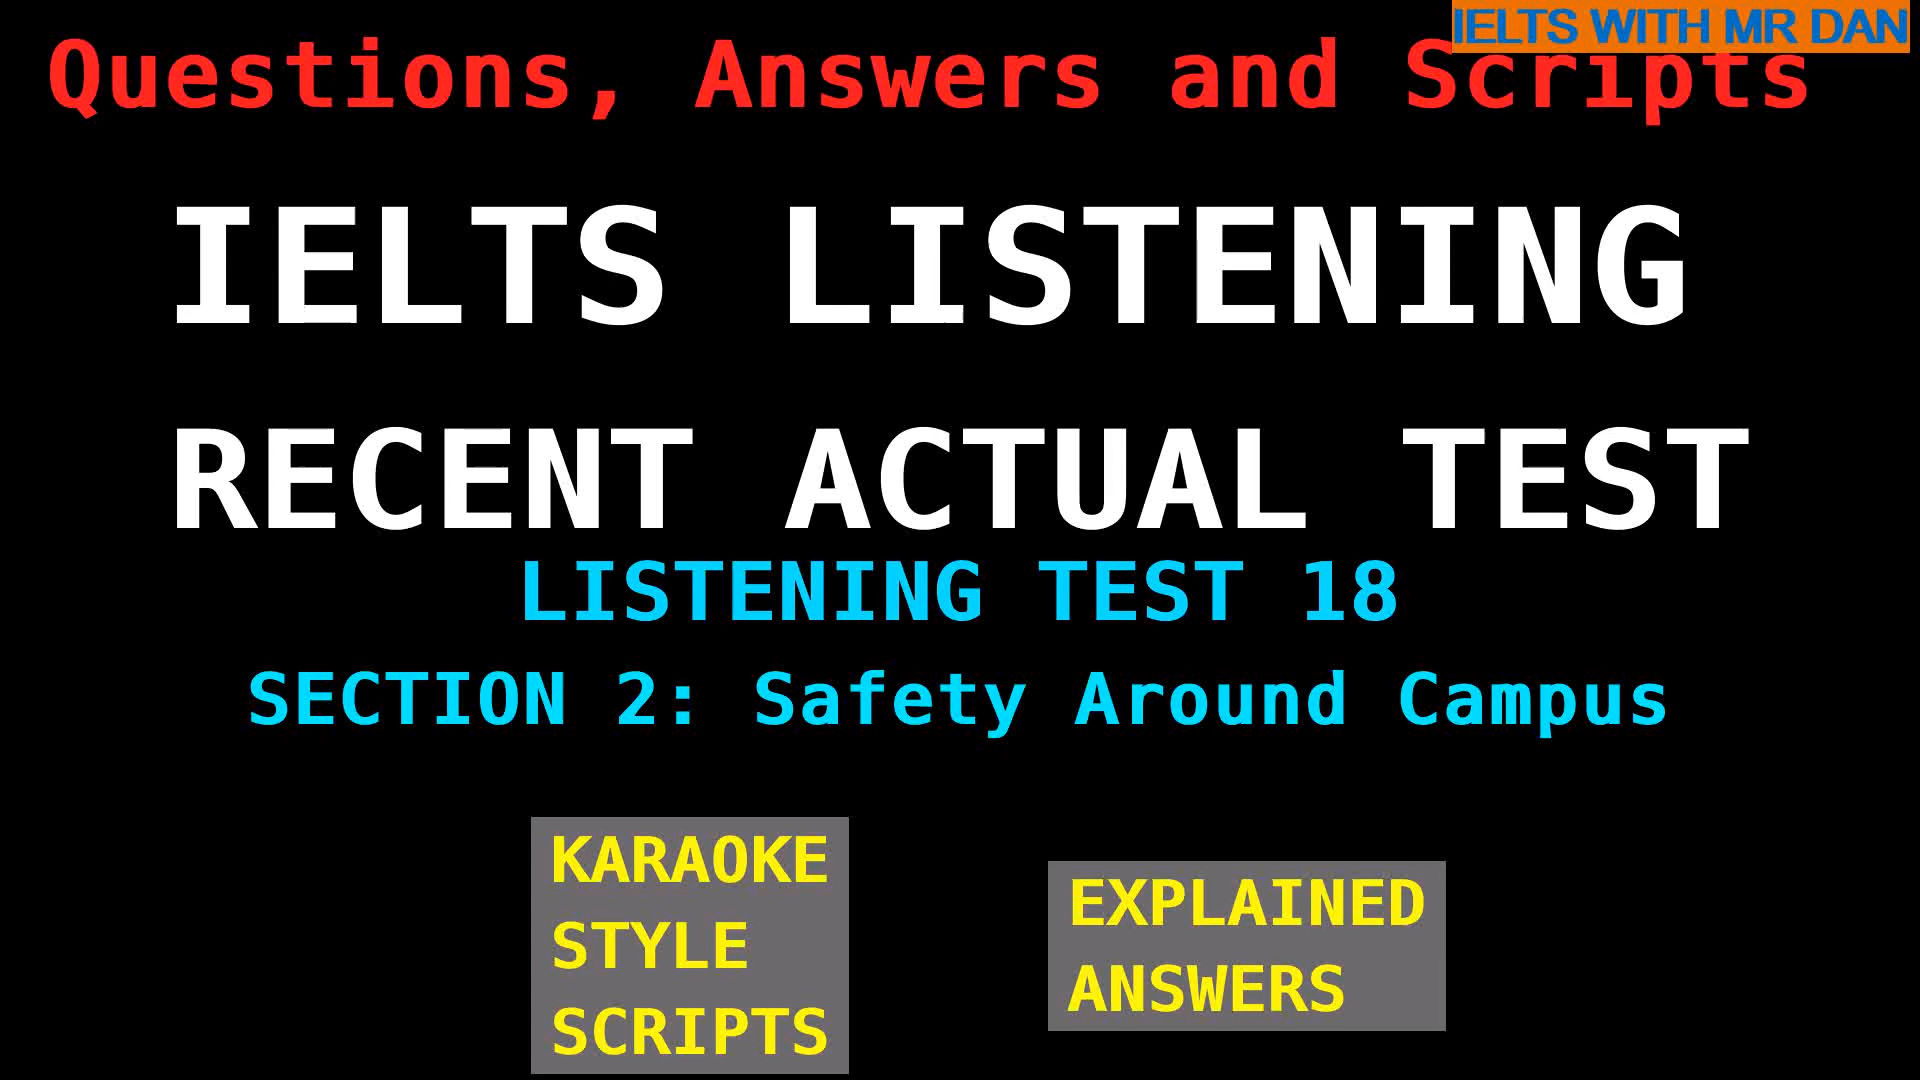 IELTS WITH MR DAN
Questions, Answers and Scripts
IELTS LISTENING
RECENT ACTUAL TEST
LISTENING TEST 18
SECTION 2: Safety Around Campus
KARAOKE
STYLE
SCRIPTS
EXPLAINED
ANSWERS